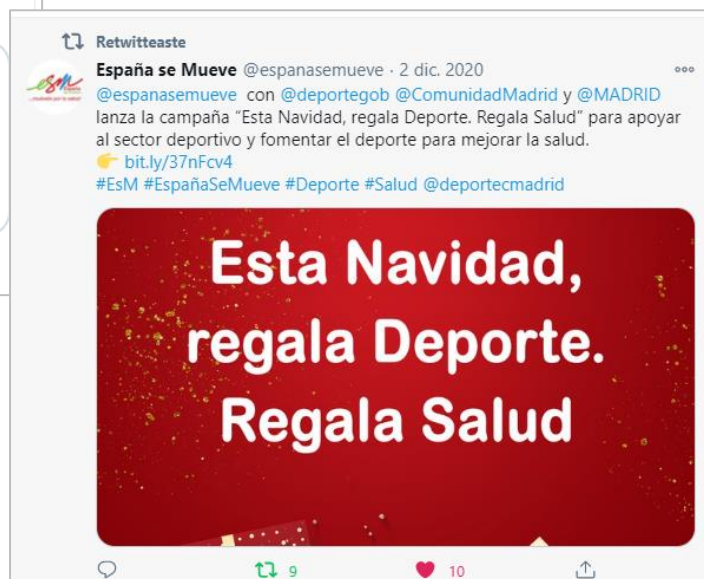 Retwitteaste
España se Mueve @espanasemueve · 2 dic. 2020
@espanasemueve con @deportegob @ComunidadMadrid y @MADRID
lanza la campaña "Esta Navidad, regala Deporte. Regala Salud" para apoyar
al sector deportivo y fomentar el deporte para mejorar la salud.
👉 bit.ly/37nFcv4
#EsM #EspañaSeMueve #Deporte #Salud @deportecmadrid
Esta Navidad,
regala Deporte.
Regala Salud
9 10